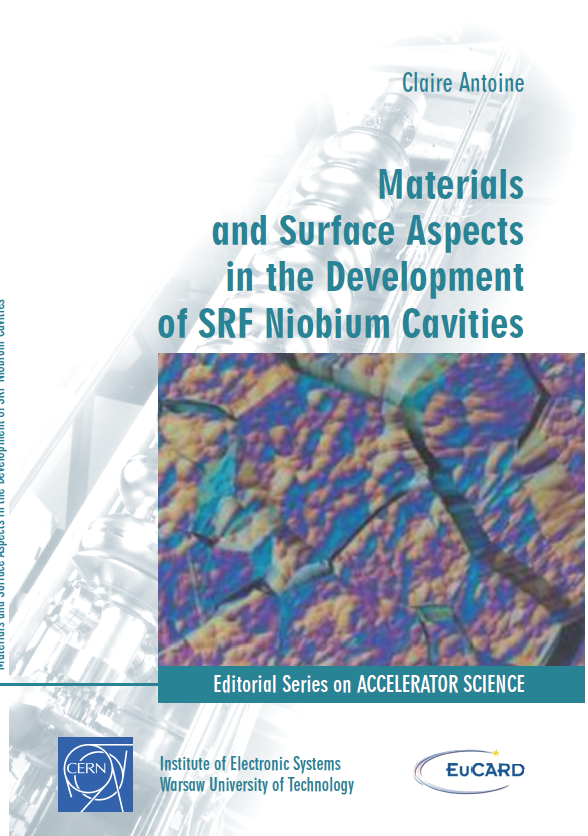 Claire Antoine
Materials
and Surface Aspects
in the Development
of SRF Niobium Cavities
Materials and Surface Aspects in the Development of SRF Niobium Cavities
Editorial Series on ACCELERATOR SCIENCE
CERN
Institute of Electronic Systems
Warsaw University of Technology
EuCARD